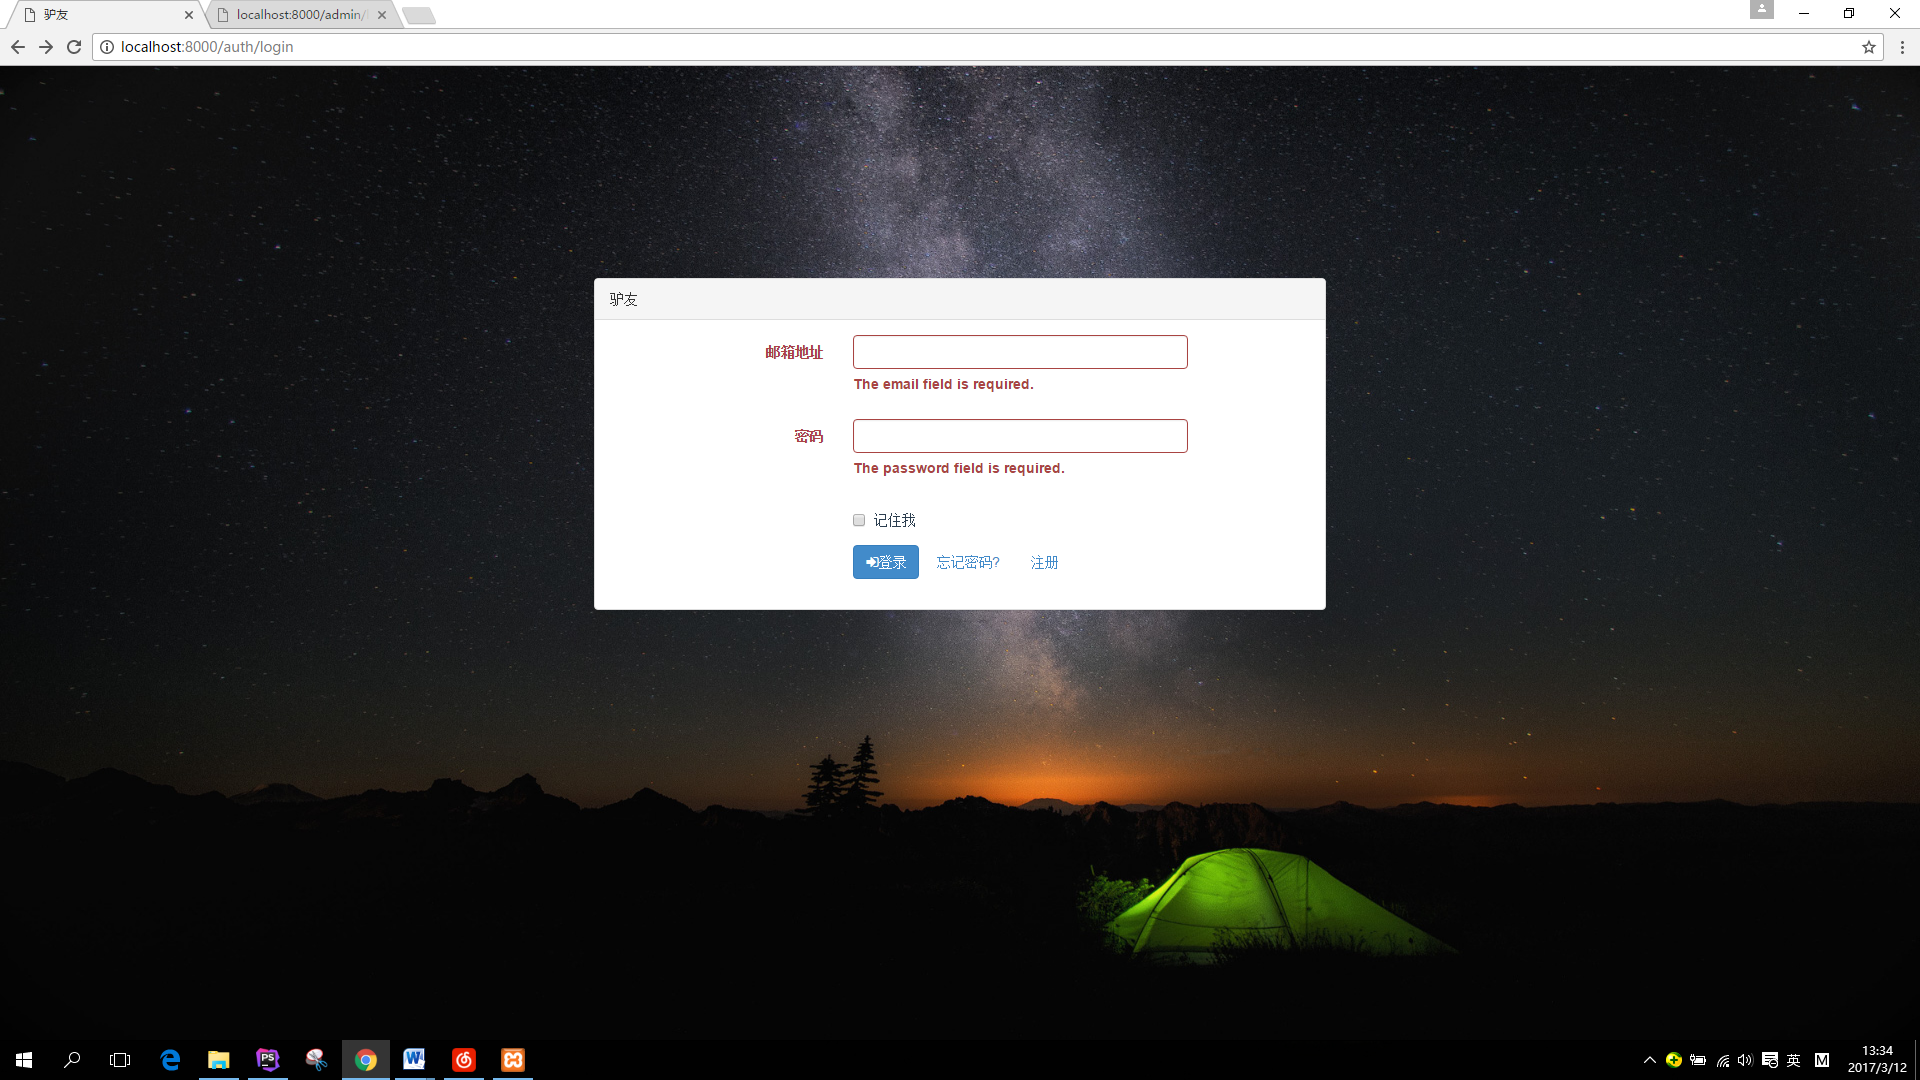 驴友
localhost:8000/admin/
localhost:8000/auth/login
驴友
邮箱地址
The email field is required.
密码
The password field is required.
记住我
登录 忘记密码? 注册
PS W 英 M
13:34
2017/3/12